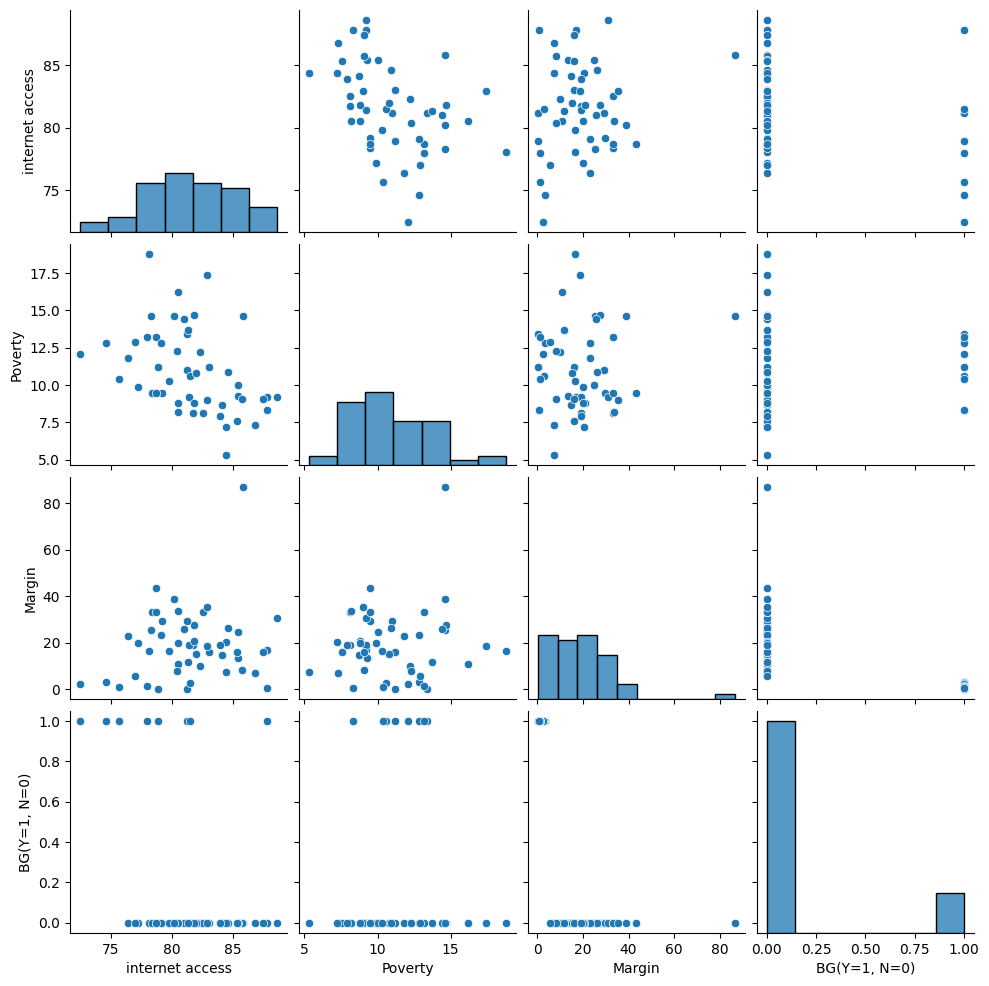 internet access
85
80
75
Poverty
17.5
15.0
12.5
10.0
7.5
5.0
Margin
80
60
40
20
0
BG(Y=1, N=0)
1.0
0.8
0.6
0.4
0.2
0.0
75 80 85
5 10 15
0 20 40 60 80
0.00 0.25 0.50 0.75 1.00
internet access
Poverty
Margin
BG(Y=1, N=0)